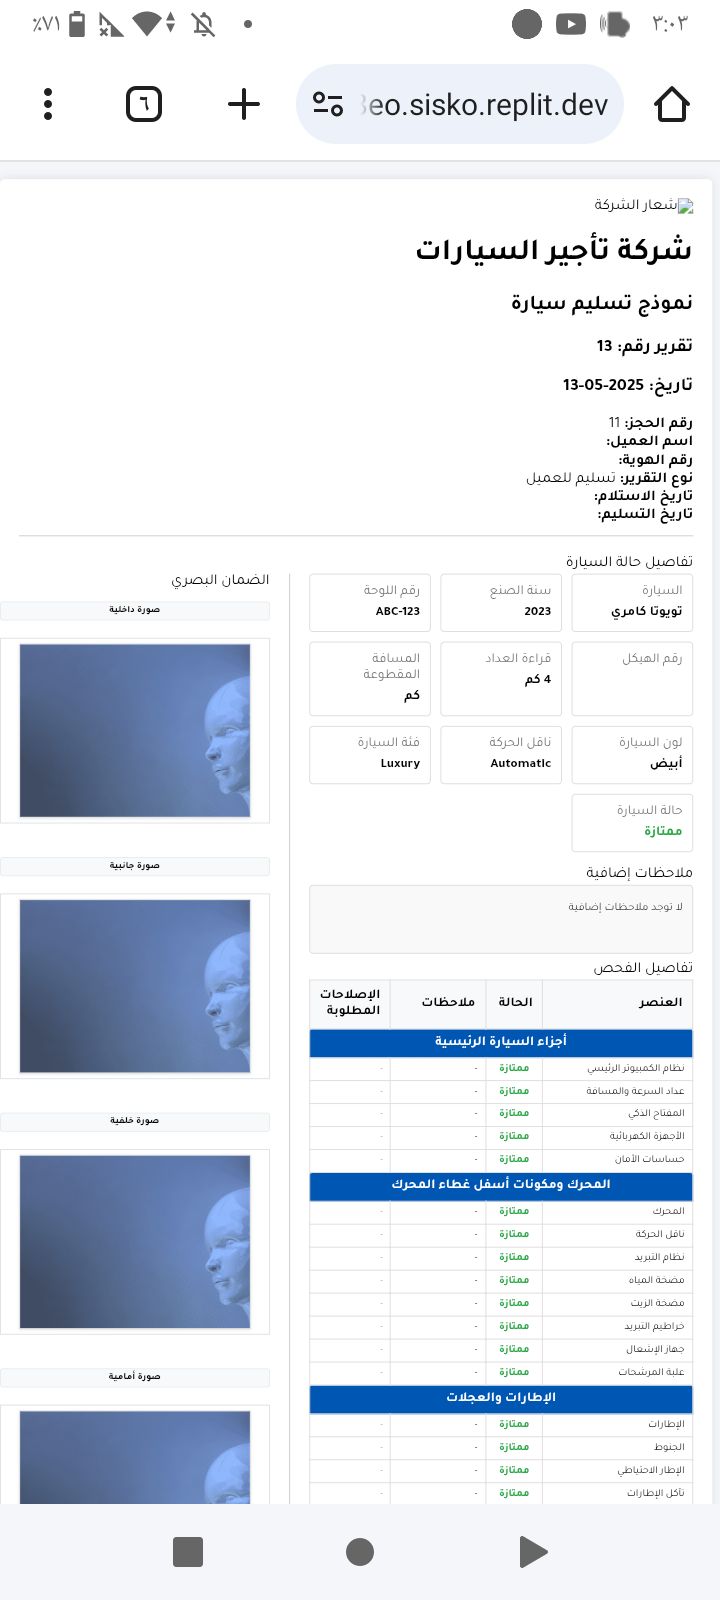 ٣:٠٣
٪٧١
eo.sisko.replit.dev
٦
شعار الشركة
شركة تأجير السيارات
نموذج تسليم سيارة
تقرير رقم: 13
تاريخ: 2025-05-13
رقم الحجز: 11
اسم العميل:
رقم الهوية:
نوع التقرير: تسليم للعميل
تاريخ الاستلام:
تاريخ التسليم:
تفاصيل حالة السيارة
السيارة
تويوتا كامري
سنة الصنع
2023
رقم اللوحة
ABC-123
رقم الهيكل
قراءة العداد
4 كم
المسافة
المقطوعة
كم
لون السيارة
أبيض
ناقل الحركة
Automatic
فئة السيارة
Luxury
حالة السيارة
ممتازة
ملاحظات إضافية
لا توجد ملاحظات إضافية
تفاصيل الفحص
العنصر الحالة ملاحظات الإصلاحات
المطلوبة
أجزاء السيارة الرئيسية
نظام الكمبيوتر الرئيسي ممتازة - -
عداد السرعة والمسافة ممتازة - -
المفتاح الذكي ممتازة - -
الأجهزة الكهربائية ممتازة - -
حساسات الأمان ممتازة - -
المحرك ومكونات أسفل غطاء المحرك
المحرك ممتازة - -
ناقل الحركة ممتازة - -
نظام التبريد ممتازة - -
مضخة المياه ممتازة - -
مضخة الزيت ممتازة - -
خراطيم التبريد ممتازة - -
جهاز الإشعال ممتازة - -
علبة المرشحات ممتازة - -
الإطارات والعجلات
الإطارات ممتازة - -
الجنوط ممتازة - -
الإطار الاحتياطي ممتازة - -
تآكل الإطارات ممتازة - -
الضمان البصري
صورة داخلية
صورة جانبية
صورة خلفية
صورة أمامية